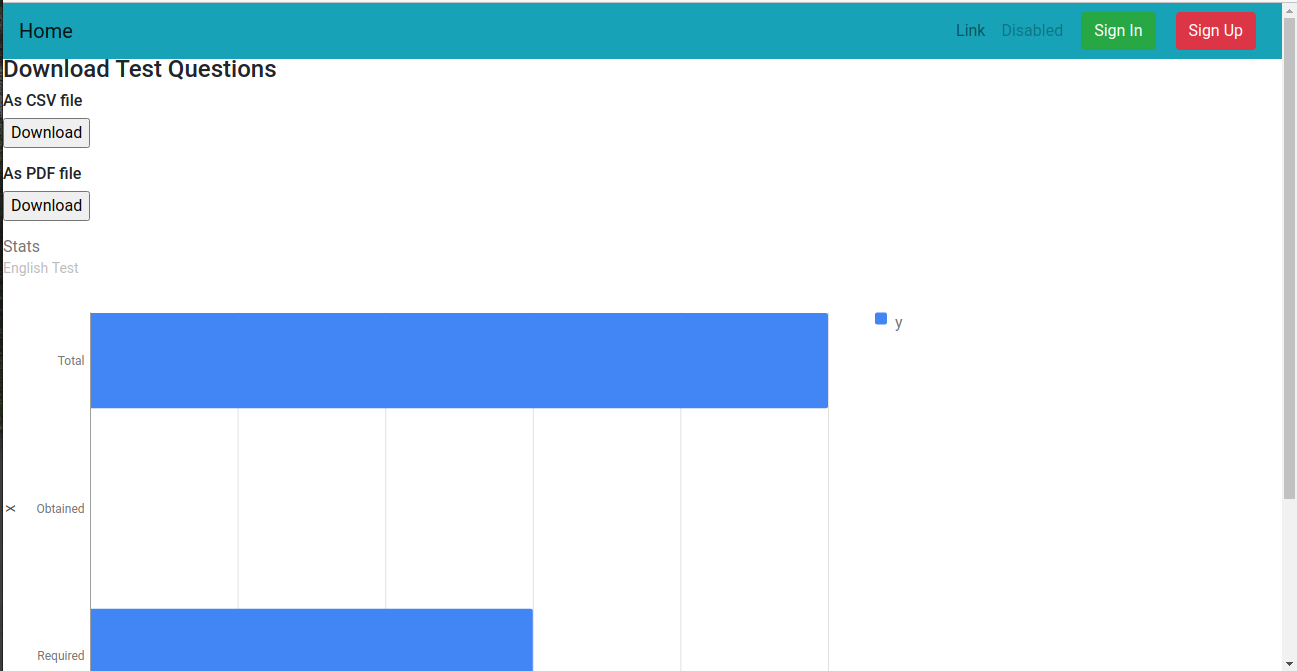 Home Link Disabled Sign In Sign Up
Download Test Questions
As CSV file
Download
As PDF file
Download
Stats
English Test
y
Total
Obtained
x
Required